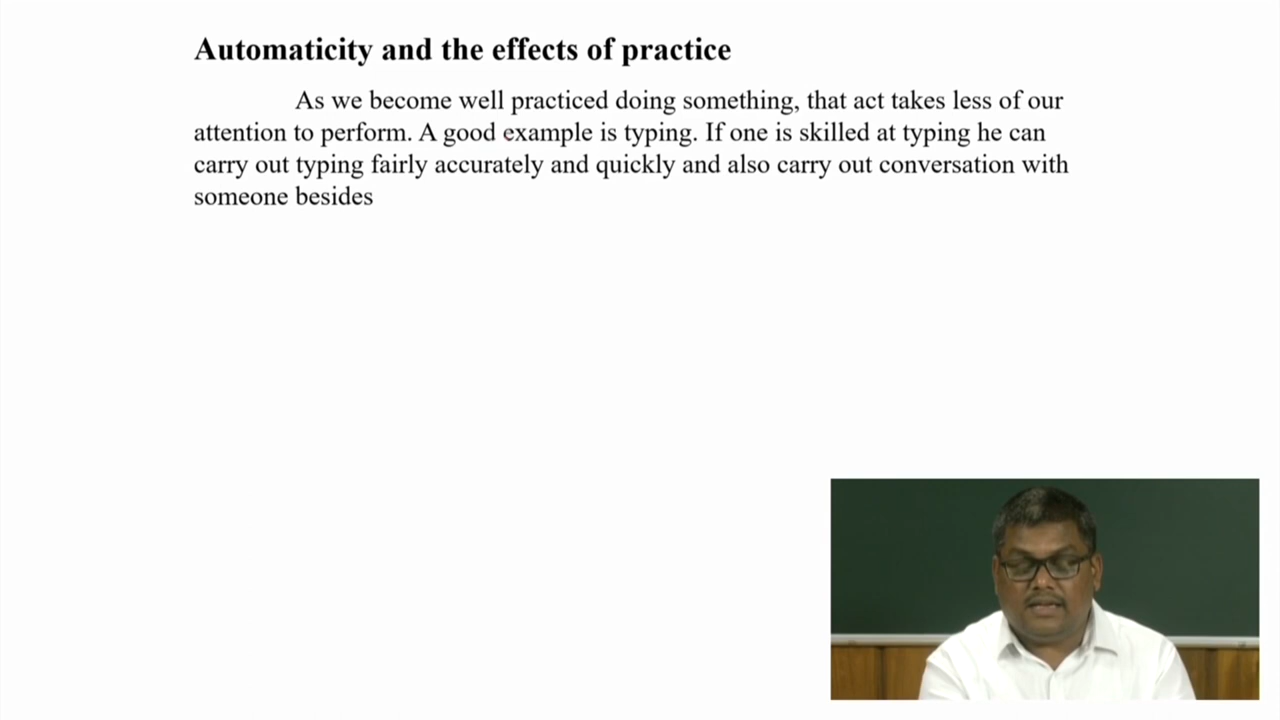 Automaticity and the effects of practice
As we become well practiced doing something, that act takes less of our
attention to perform. A good example is typing. If one is skilled at typing he can
carry out typing fairly accurately and quickly and also carry out conversation with
someone besides